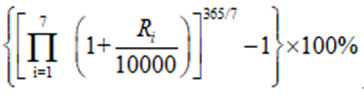 {[∏_{i=1}^{7} (1+R_i/10000)]^{365/7} −1}×100%